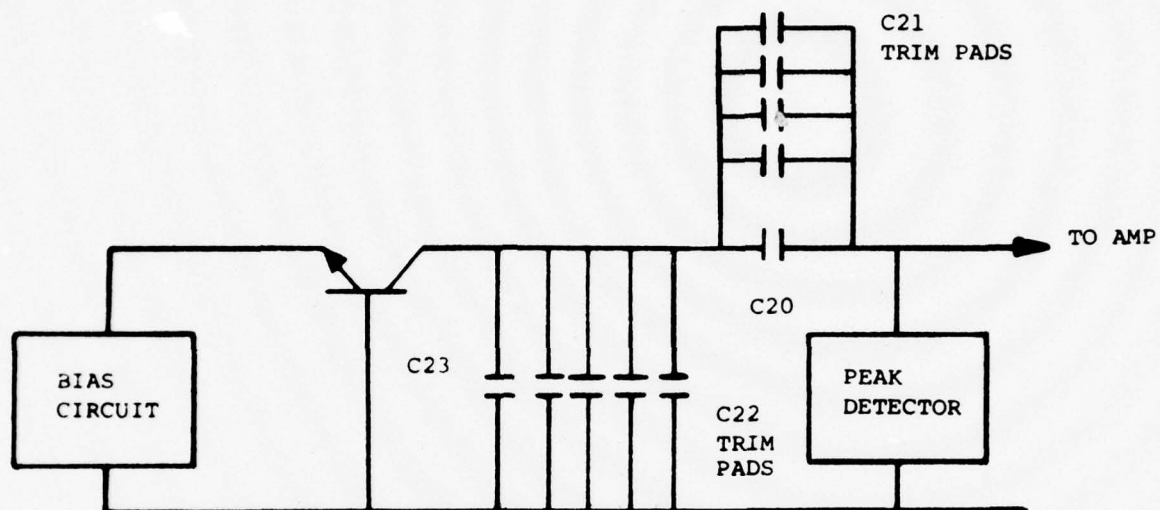 C21
TRIM PADS
TO AMP
C20
C23
BIAS
CIRCUIT
PEAK
DETECTOR
C22
TRIM
PADS